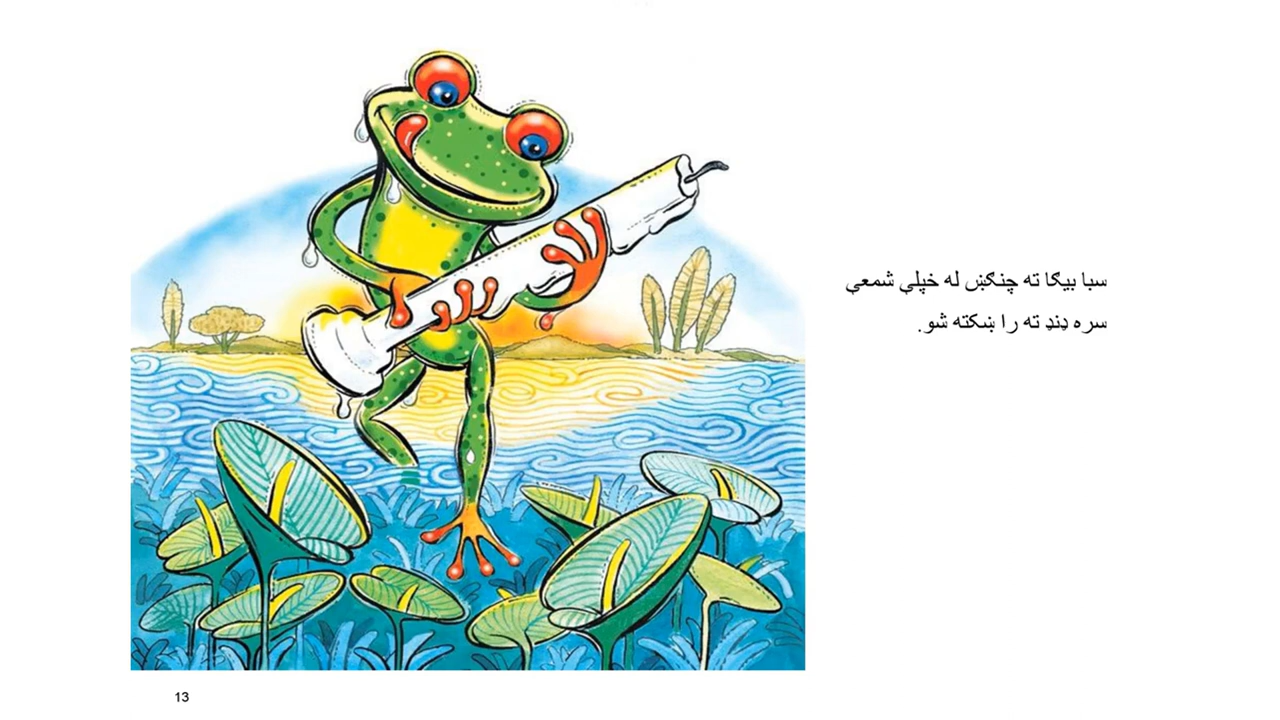 سبا بيګا ته چنګښ له خپلې شمعې
سره ډنډ ته را ښکته شو.
13